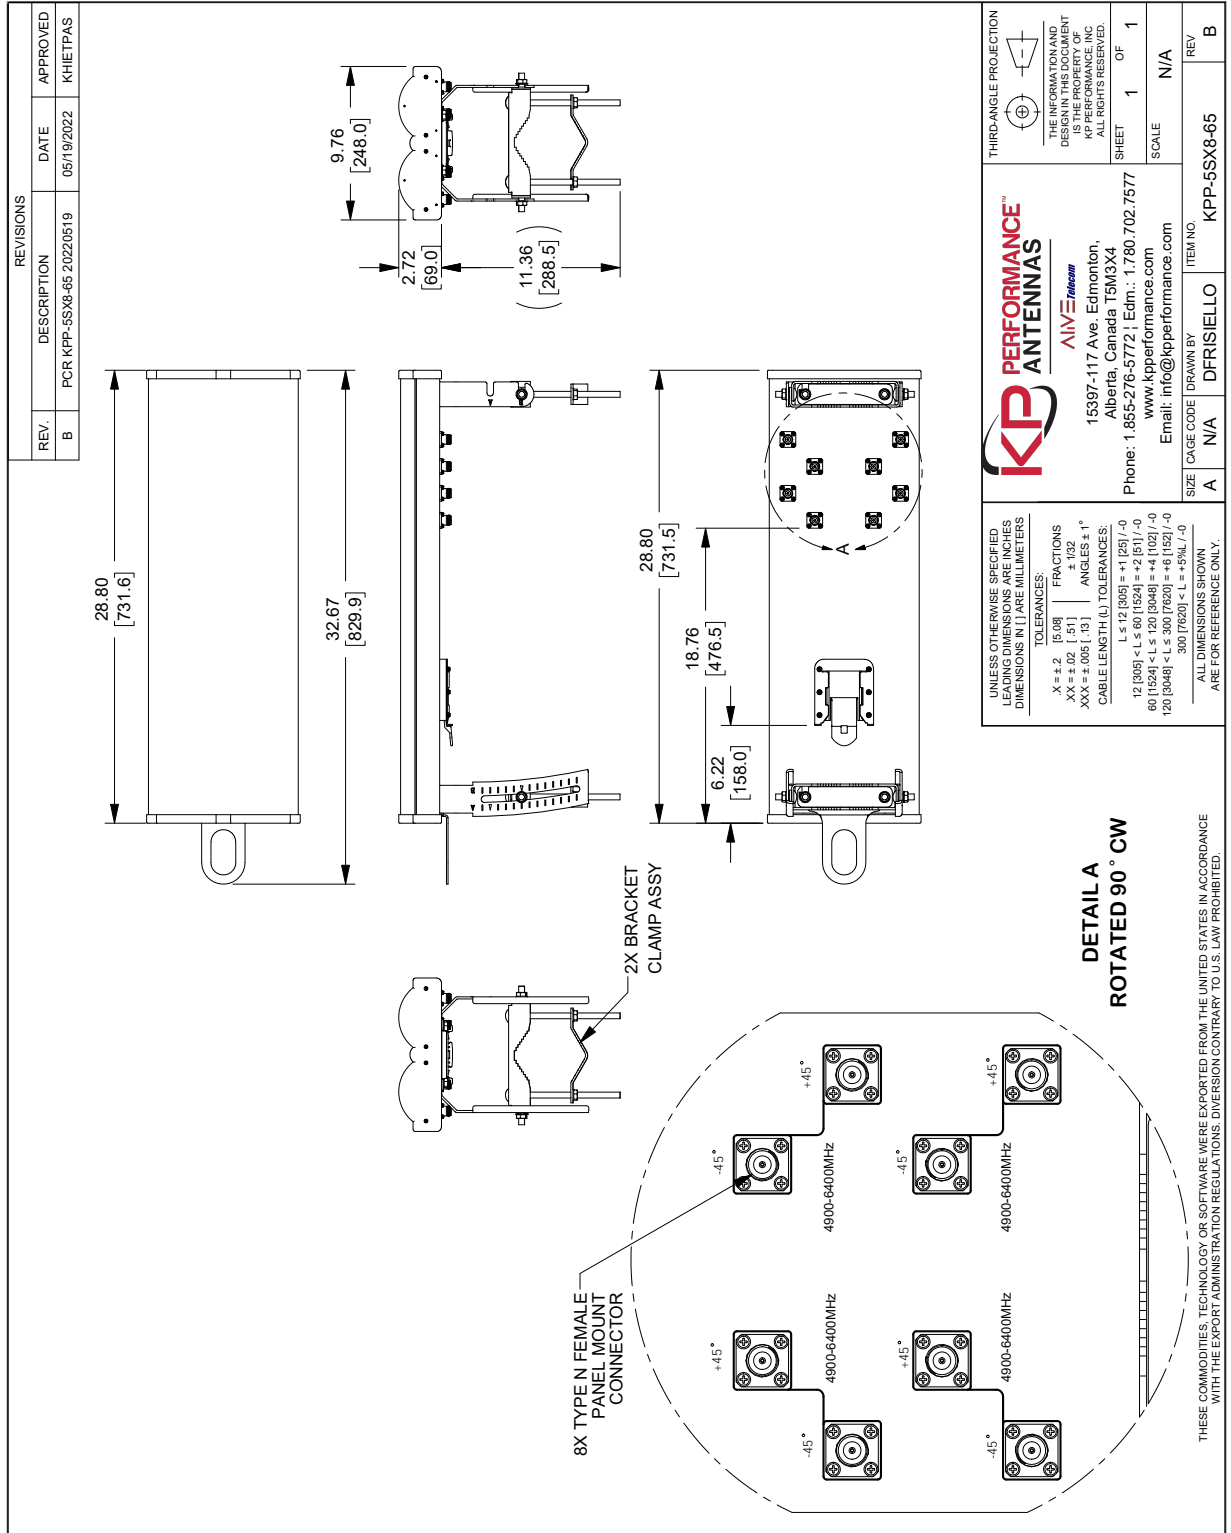 REVISIONS
REV. DESCRIPTION DATE APPROVED
B PCR KPP-5SX8-65 20220519 05/19/2022 KHIETPAS
28.80
[731.6]
32.67
[829.9]
9.76
[248.0]
2.72
[69.0]
11.36
[288.5]
28.80
[731.5]
18.76
[476.5]
6.22
[158.0]
A
2X BRACKET
CLAMP ASSY
8X TYPE N FEMALE
PANEL MOUNT
CONNECTOR
-45° +45°
4900-6400MHz
+45° -45°
4900-6400MHz
-45° +45°
4900-6400MHz
+45° -45°
4900-6400MHz
DETAIL A
ROTATED 90° CW
THESE COMMODITIES, TECHNOLOGY OR SOFTWARE WERE EXPORTED FROM THE UNITED STATES IN ACCORDANCE
WITH THE EXPORT ADMINISTRATION REGULATIONS. DIVERSION CONTRARY TO U.S. LAW PROHIBITED.
UNLESS OTHERWISE SPECIFIED
LEADING DIMENSIONS ARE INCHES
DIMENSIONS IN [ ] ARE MILLIMETERS
TOLERANCES:
.X = ±.2 [5.08] FRACTIONS
.XX = ±.02 [.51] ± 1/32
.XXX = ±.005 [.13] ANGLES ± 1°
CABLE LENGTH (L) TOLERANCES:
L ≤ 12 [305] = +1 [25] / -0
12 [305] < L ≤ 60 [1524] = +2 [51] / -0
60 [1524] < L ≤ 120 [3048] = +4 [102] / -0
120 [3048] < L ≤ 300 [7620] = +6 [152] / -0
300 [7620] < L = +5%L / -0
ALL DIMENSIONS SHOWN
ARE FOR REFERENCE ONLY.
KP PERFORMANCE™
ANTENNAS
ALIVE Telecom
15397-117 Ave. Edmonton,
Alberta, Canada T5M3X4
Phone: 1.855-276-5772 | Edm.: 1.780.702.7577
www.kpperformance.com
Email: info@kpperformance.com
THIRD-ANGLE PROJECTION
THE INFORMATION AND
DESIGN IN THIS DOCUMENT
IS THE PROPERTY OF
KP PERFORMANCE, INC
ALL RIGHTS RESERVED.
SHEET 1 OF 1
SCALE N/A
SIZE A
CAGE CODE N/A
DRAWN BY DFRISIELLO
ITEM NO. KPP-5SX8-65
REV B